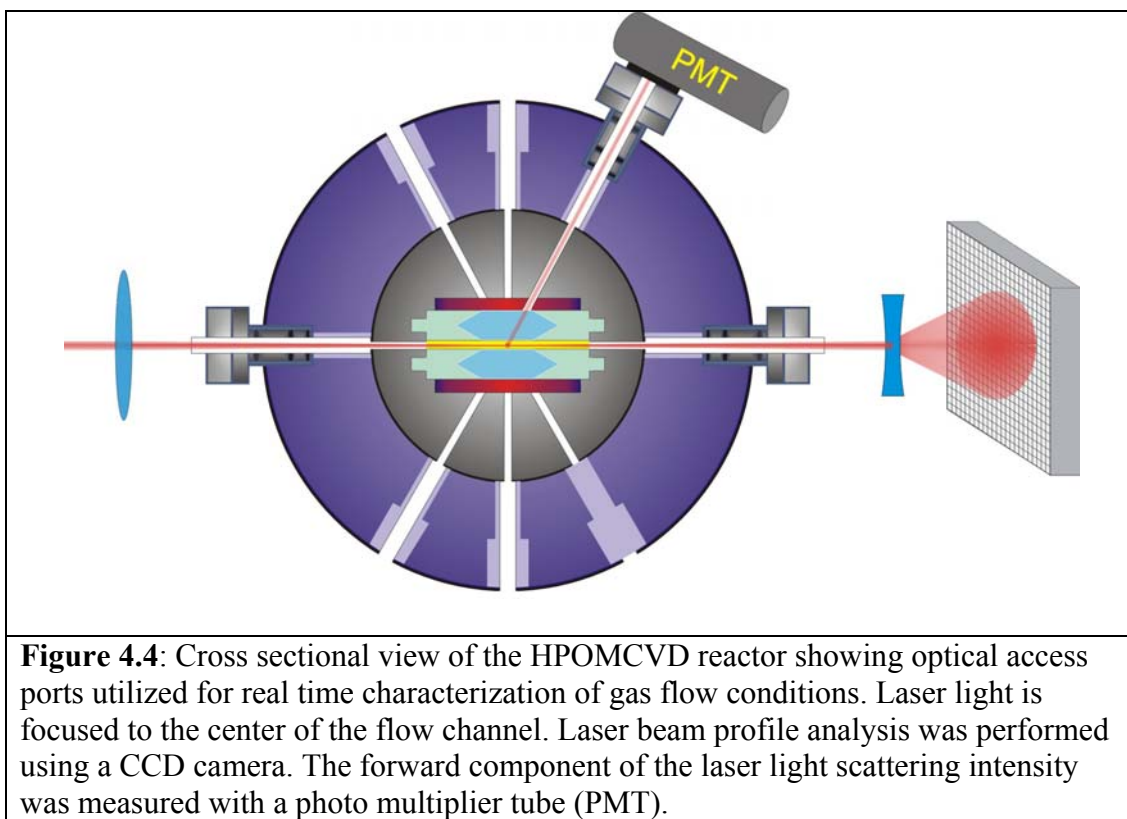 PMT
Figure 4.4: Cross sectional view of the HPOMCVD reactor showing optical access
ports utilized for real time characterization of gas flow conditions. Laser light is
focused to the center of the flow channel. Laser beam profile analysis was performed
using a CCD camera. The forward component of the laser light scattering intensity
was measured with a photo multiplier tube (PMT).